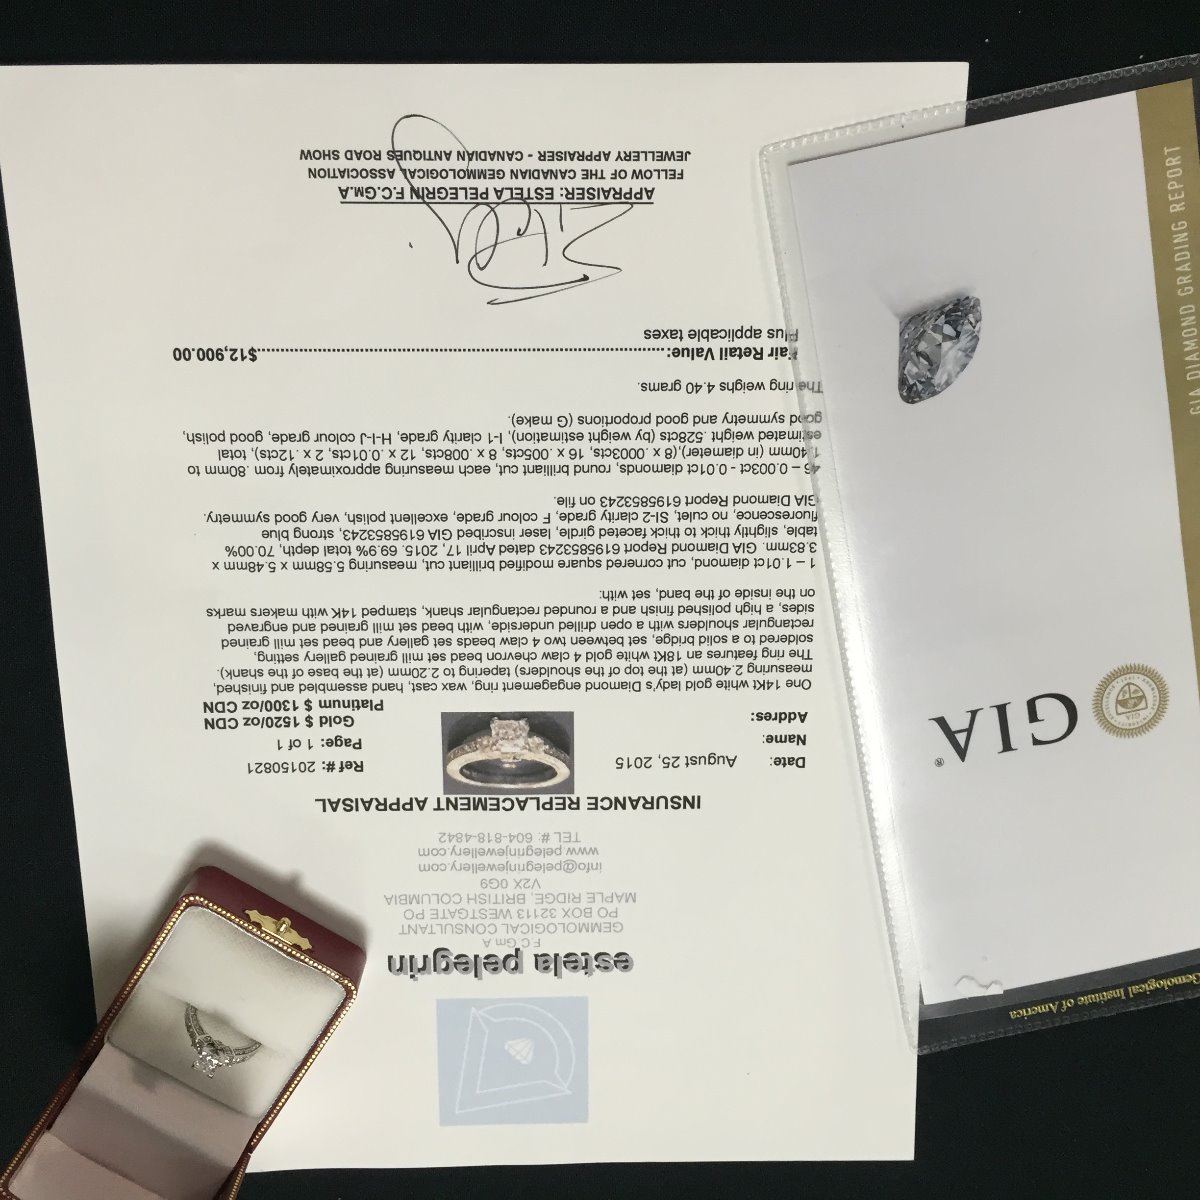 estela pelegrin
F.C.Gm A
GEMMOLOGICAL CONSULTANT
PO BOX 32113 WESTGATE PO
MAPLE RIDGE, BRITISH COLUMBIA
V2X 0G9
info@pelegrinjewellery.com
www pelegrinjewellery.com
TEL #: 604-818-4842
INSURANCE REPLACEMENT APPRAISAL
Date: August 25, 2015
Name:
Addres:
Ref #: 20150821
Page: 1 of 1
Gold $ 1520/oz CDN
Platinum $ 1300/oz CDN
One 14Kt white gold lady's Diamond engagement ring, wax cast, hand assembled and finished,
measuring 2.40mm (at the top of the shoulders) tapering to 2.20mm (at the base of the shank).
The ring features an 18Kt white gold 4 claw chevron bead set mill grained gallery setting,
soldered to a solid bridge, set between two 4 claw beads set gallery and bead set mill grained
rectangular shoulders with a open drilled underside, with bead set mill grained and engraved
sides, a high polished finish and a rounded rectangular shank, stamped 14K with makers marks
on the inside of the band, set with:
1 – 1.01ct diamond, cut cornered square modified brilliant cut, measuring 5.58mm x 5.48mm x
3.83mm. GIA Diamond Report 6195853243 dated April 17, 2015. 69.9% total depth, 70.00%
table, slightly thick to thick faceted girdle, laser inscribed GIA 6195853243, strong blue
fluorescence, no culet, SI-2 clarity grade, F colour grade, excellent polish, very good symmetry.
GIA Diamond Report 6195853243 on file.
46 – 0.003ct - 0.01ct diamonds, round brilliant cut, each measuring approximately from .80mm to
1.40mm (in diameter),(8 x .0003cts, 16 x .005cts, 8 x .008cts, 12 x 0.01cts, 2 x .12cts), total
estimated weight .528cts (by weight estimation), I-1 clarity grade, H-I-J colour grade, good polish,
good symmetry and good proportions (G make).
The ring weighs 4.40 grams.
Fair Retail Value:..........................................................................$12,900.00
Plus applicable taxes
APPRAISER: ESTELA PELEGRIN F.C.Gm.A
FELLOW OF THE CANADIAN GEMMOLOGICAL ASSOCIATION
JEWELLERY APPRAISER - CANADIAN ANTIQUES ROAD SHOW
GIA®
GIA
GIA DIAMOND GRADING REPORT
Gemological Institute of America